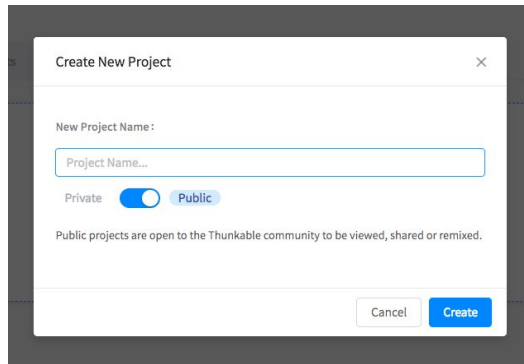 Create New Project
New Project Name :
Project Name...
Private Public
Public projects are open to the Thunkable community to be viewed, shared or remixed.
Cancel Create